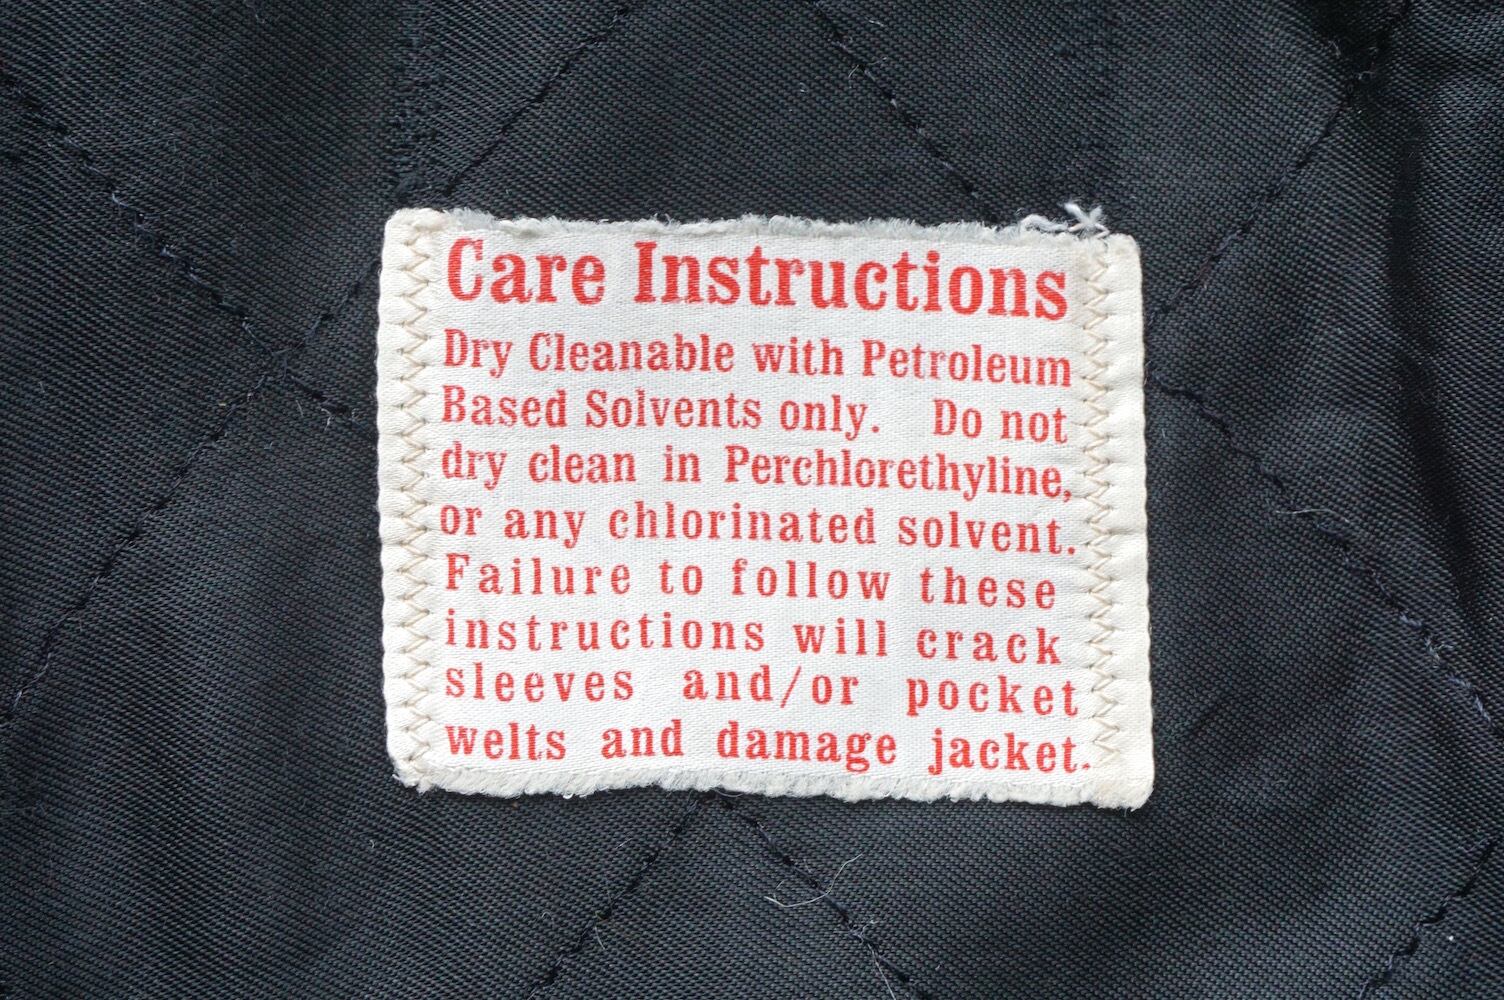 Care Instructions
Dry Cleanable with Petroleum
Based Solvents only. Do not
dry clean in Perchlorethyline,
or any chlorinated solvent.
Failure to follow these
instructions will crack
sleeves and/or pocket
welts and damage jacket.